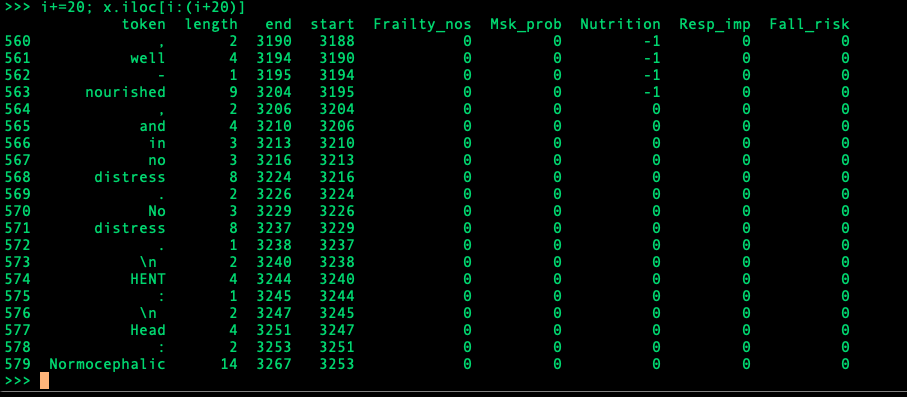 >>> i+=20; x.iloc[i:(i+20)]
token length end start Frailty_nos Msk_prob Nutrition Resp_imp Fall_risk
560 , 2 3190 3188 0 0 -1 0 0
561 well 4 3194 3190 0 0 -1 0 0
562 - 1 3195 3194 0 0 -1 0 0
563 nourished 9 3204 3195 0 0 -1 0 0
564 , 2 3206 3204 0 0 0 0 0
565 and 4 3210 3206 0 0 0 0 0
566 in 3 3213 3210 0 0 0 0 0
567 no 3 3216 3213 0 0 0 0 0
568 distress 8 3224 3216 0 0 0 0 0
569 . 2 3226 3224 0 0 0 0 0
570 No 3 3229 3226 0 0 0 0 0
571 distress 8 3237 3229 0 0 0 0 0
572 . 1 3238 3237 0 0 0 0 0
573 \n 2 3240 3238 0 0 0 0 0
574 HENT 4 3244 3240 0 0 0 0 0
575 : 1 3245 3244 0 0 0 0 0
576 \n 2 3247 3245 0 0 0 0 0
577 Head 4 3251 3247 0 0 0 0 0
578 : 2 3253 3251 0 0 0 0 0
579 Normocephalic 14 3267 3253 0 0 0 0 0
>>>